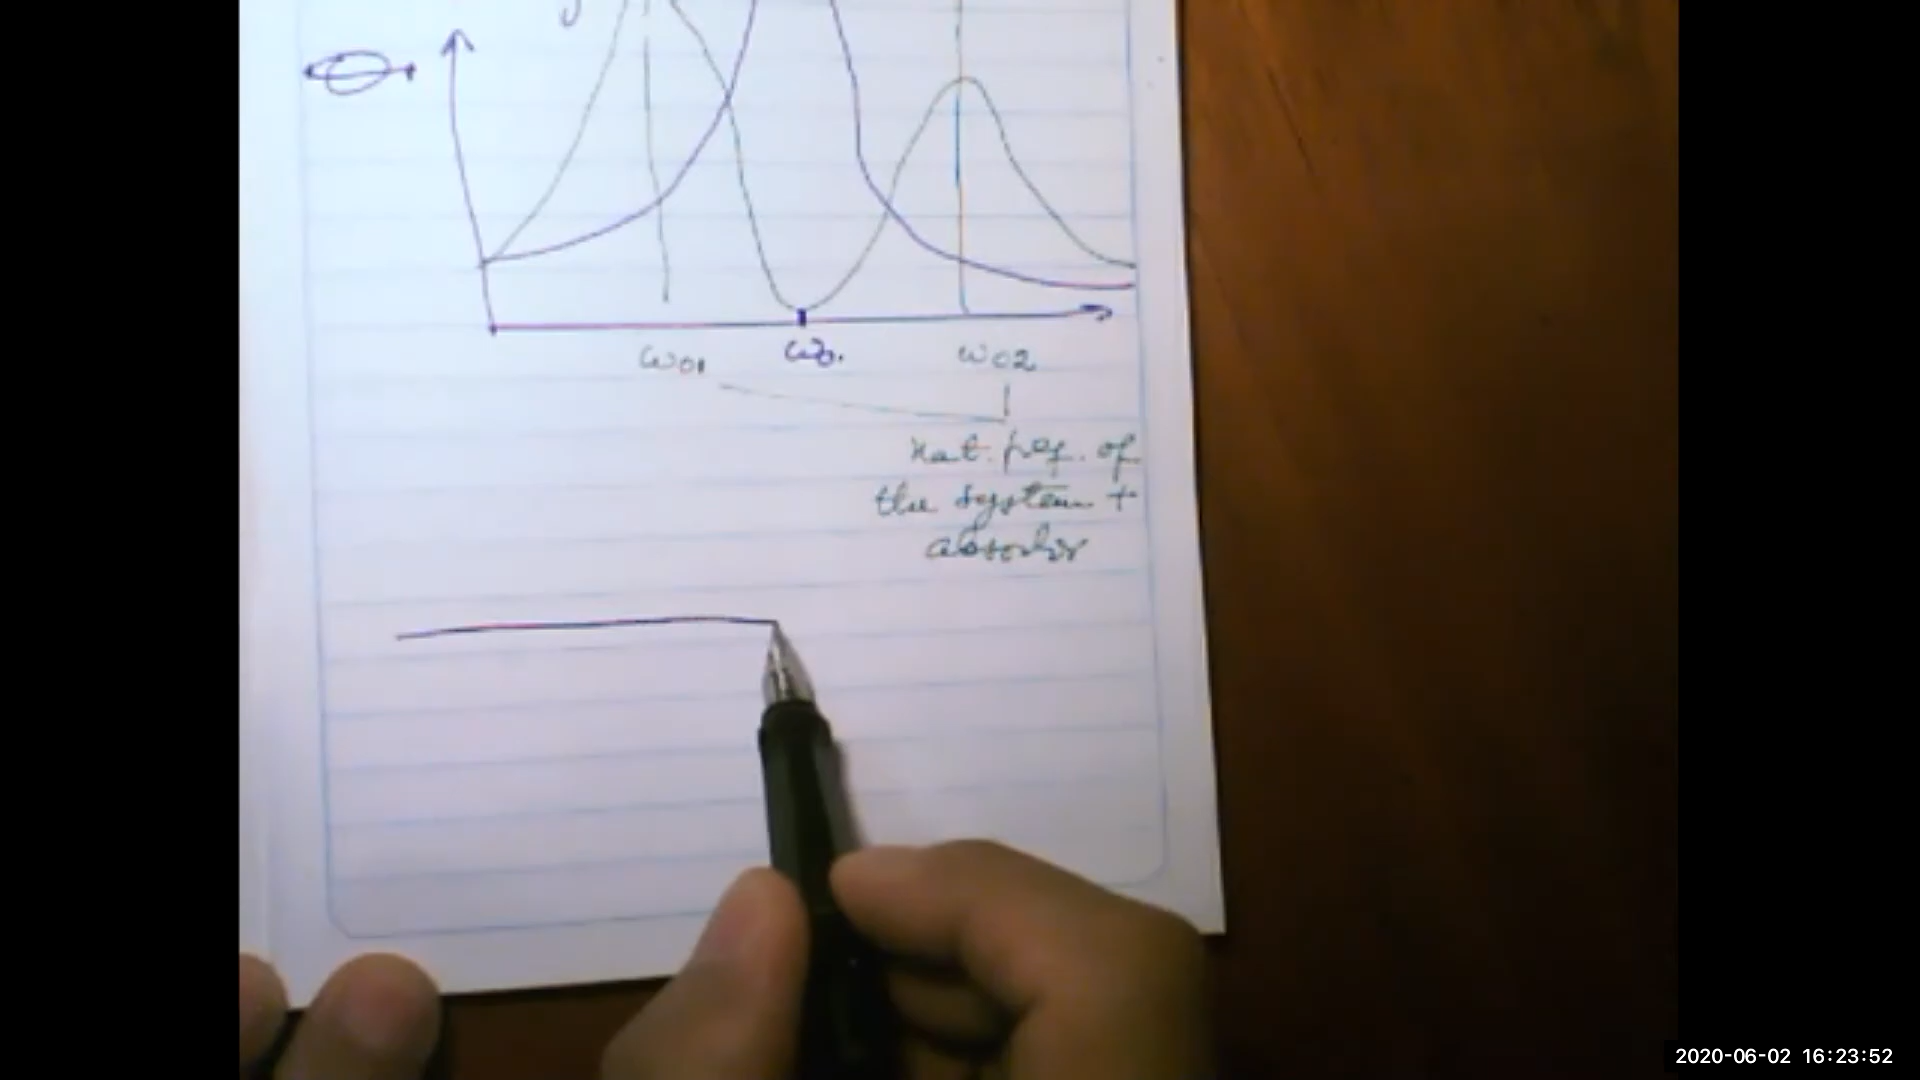 ω01 ω0. ω02
Nat. freq. of
the system +
absorber
2020-06-02 16:23:52